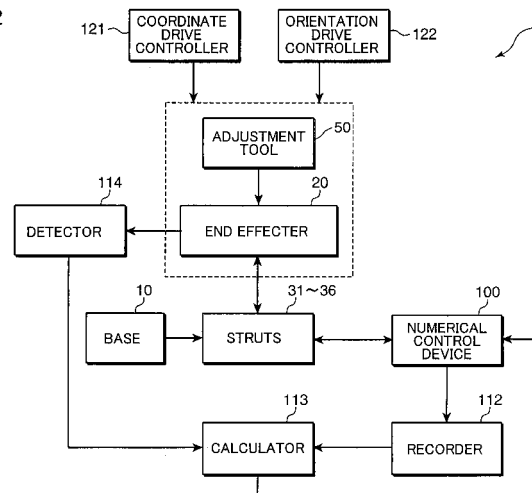 2
121
COORDINATE
DRIVE
CONTROLLER
ORIENTATION
DRIVE
CONTROLLER
122
50
ADJUSTMENT
TOOL
114
20
DETECTOR
END EFFECTER
10
31~36
100
BASE
STRUTS
NUMERICAL
CONTROL
DEVICE
113
112
CALCULATOR
RECORDER